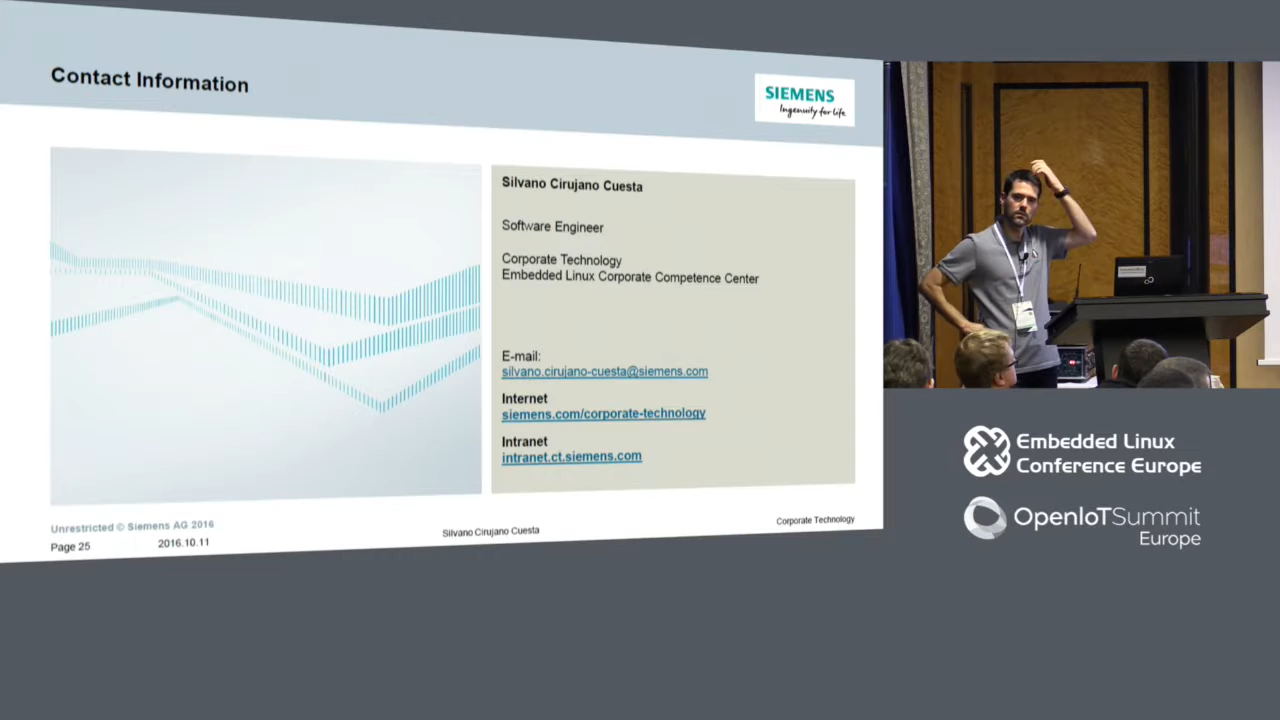 Contact Information
SIEMENS
Ingenuity for life
Silvano Cirujano Cuesta
Software Engineer
Corporate Technology
Embedded Linux Corporate Competence Center
E-mail:
silvano.cirujano-cuesta@siemens.com
Internet
siemens.com/corporate-technology
Intranet
intranet.ct.siemens.com
Unrestricted © Siemens AG 2016
Page 25
2016.10.11
Silvano Cirujano Cuesta
Corporate Technology
Embedded Linux
Conference Europe
OpenIoTSummit
Europe